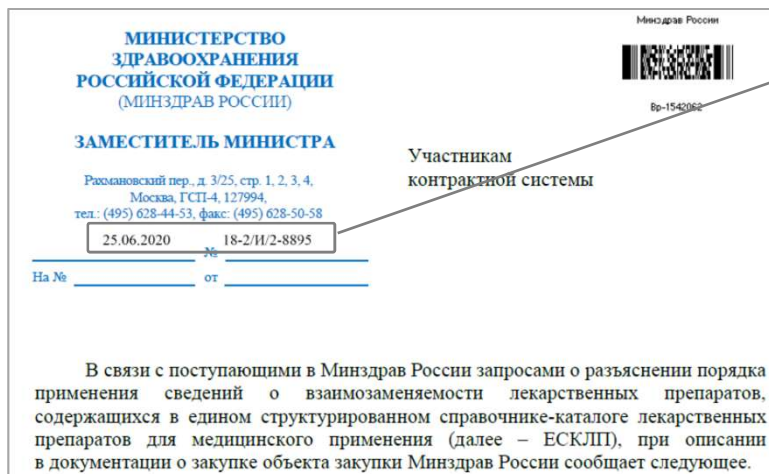 МИНИСТЕРСТВО
ЗДРАВООХРАНЕНИЯ
РОССИЙСКОЙ ФЕДЕРАЦИИ
(МИНЗДРАВ РОССИИ)
ЗАМЕСТИТЕЛЬ МИНИСТРА
Рахмановский пер., д. 3/25, стр. 1, 2, 3, 4,
Москва, ГСП-4, 127994,
тел.: (495) 628-44-53, факс: (495) 628-50-58
25.06.2020 № 18-2/И/2-8895
На № от
Минздрав России
Вр-1542062
Участникам
контрактной системы
В связи с поступающими в Минздрав России запросами о разъяснении порядка
применения сведений о взаимозаменяемости лекарственных препаратов,
содержащихся в едином структурированном справочнике-каталоге лекарственных
препаратов для медицинского применения (далее – ЕСКЛП), при описании
в документации о закупке объекта закупки Минздрав России сообщает следующее.